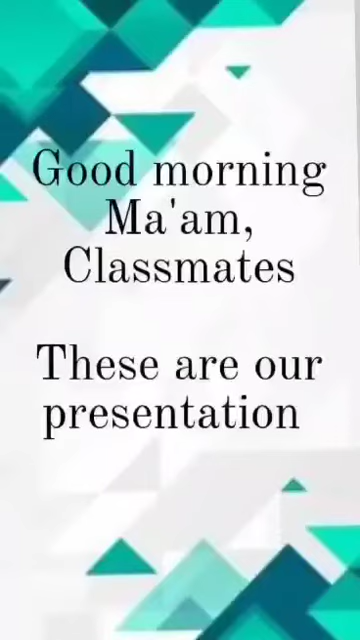 Good morning
Ma'am,
Classmates
These are our
presentation